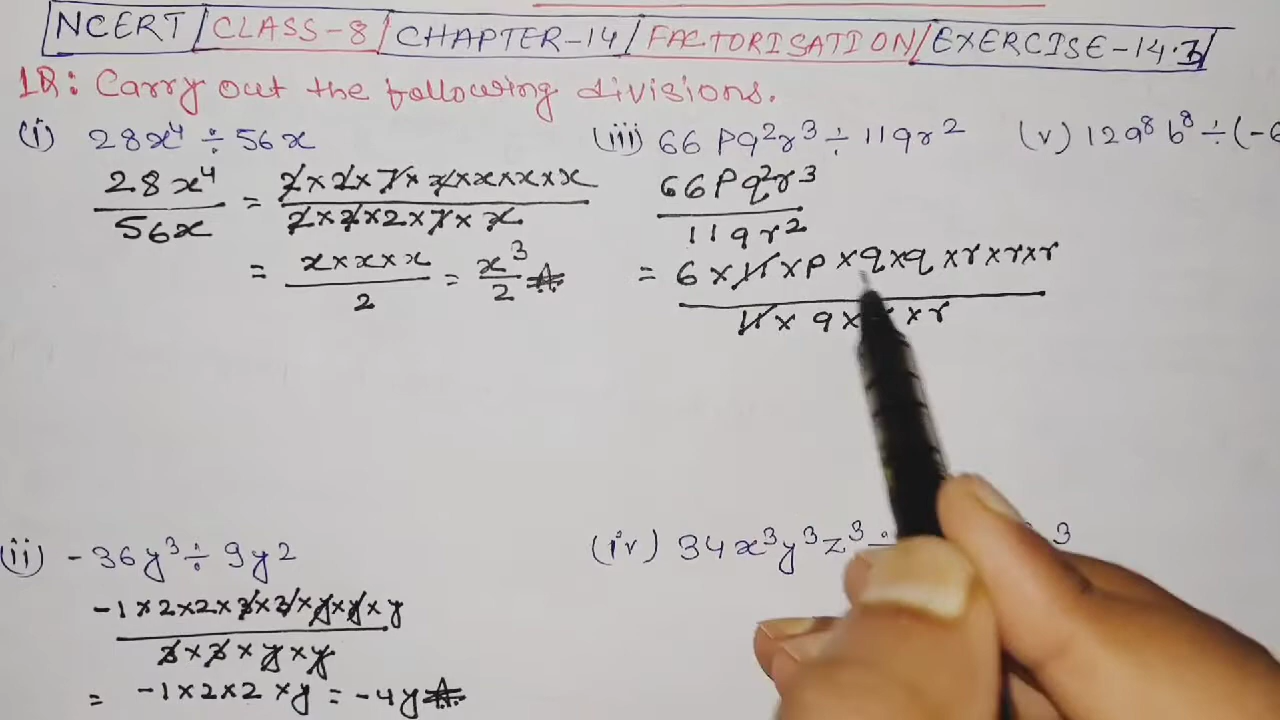 NCERT/CLASS-8/CHAPTER-14/FACTORISATION/EXERCISE-14.3/
1Q: Carry out the following divisions.
(i) 28x⁴ ÷ 56x
28x⁴/56x = 2×2×7×x×x×x×x / 2×2×2×7×x
= x×x×x / 2 = x³/2
(ii) -36y³ ÷ 9y²
-1×2×2×3×3×y×y×y / 3×3×y×y
= -1×2×2×y = -4y
(iii) 66Pq²r³ ÷ 11qr²
66Pq²r³ / 11qr²
= 6×11×P×q×q×r×r×r / 11×q× ×r
(iv) 34x³y³z³ ÷ 3
(v) 12a⁸b⁸ ÷ (-6